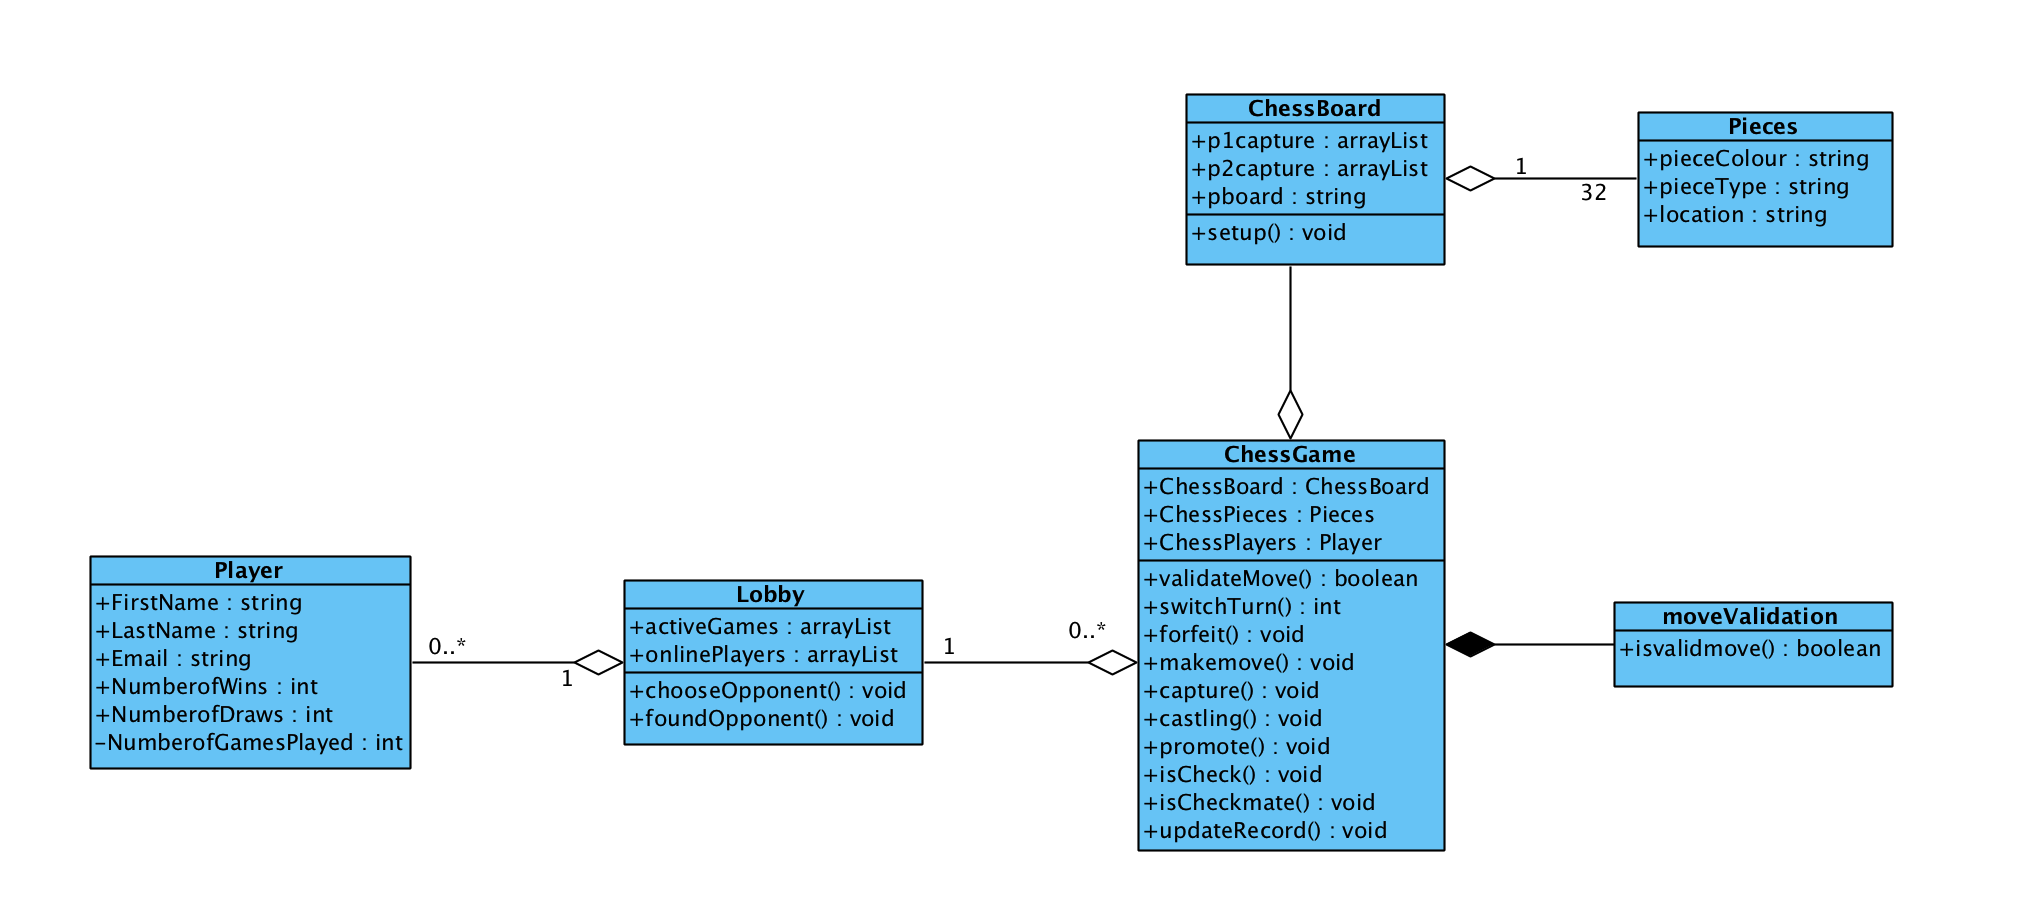 ChessBoard
+p1capture : arrayList
+p2capture : arrayList
+pboard : string
+setup() : void
1
32
Pieces
+pieceColour : string
+pieceType : string
+location : string
Player
+FirstName : string
+LastName : string
+Email : string
+NumberofWins : int
+NumberofDraws : int
-NumberofGamesPlayed : int
0..*
1
Lobby
+activeGames : arrayList
+onlinePlayers : arrayList
+chooseOpponent() : void
+foundOpponent() : void
1
0..*
ChessGame
+ChessBoard : ChessBoard
+ChessPieces : Pieces
+ChessPlayers : Player
+validateMove() : boolean
+switchTurn() : int
+forfeit() : void
+makemove() : void
+capture() : void
+castling() : void
+promote() : void
+isCheck() : void
+isCheckmate() : void
+updateRecord() : void
moveValidation
+isvalidmove() : boolean